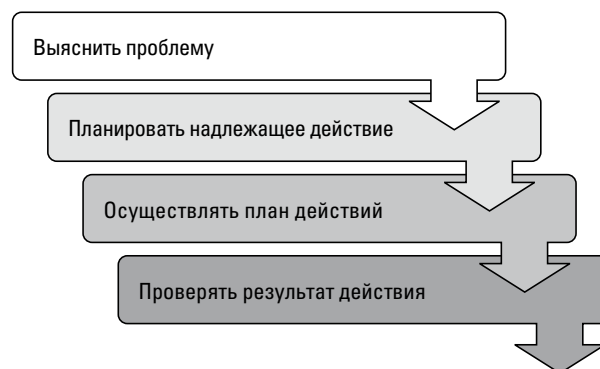 Выяснить проблему
Планировать надлежащее действие
Осуществлять план действий
Проверять результат действия